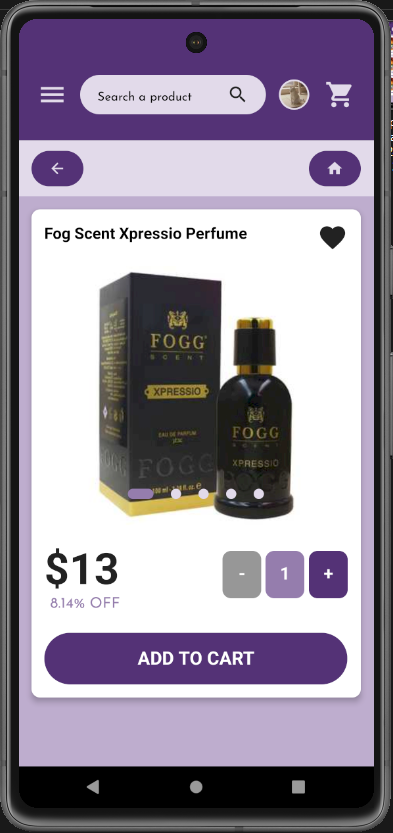 Search a product
Fog Scent Xpressio Perfume
FOGG
SCENT
XPRESSIO
EAU DE PARFUM
FOGG
FOGG
SCENT
XPRESSIO
$13
8.14% OFF
-
1
+
ADD TO CART